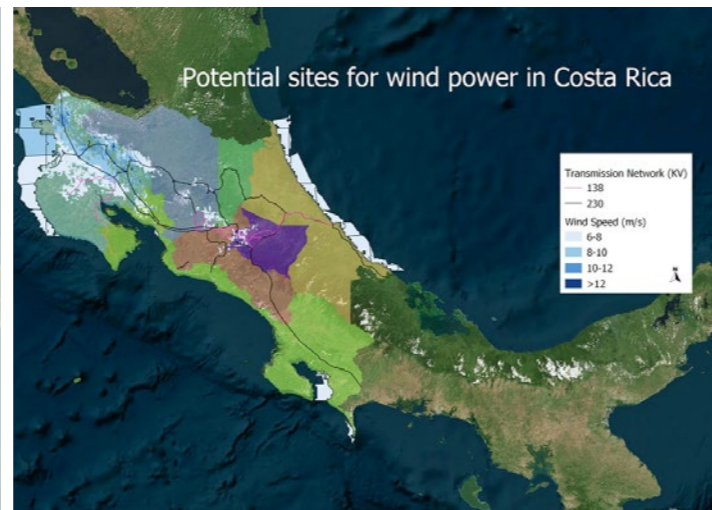 Potential sites for wind power in Costa Rica
Transmission Network (KV)
138
230
Wind Speed (m/s)
6-8
8-10
10-12
>12
N